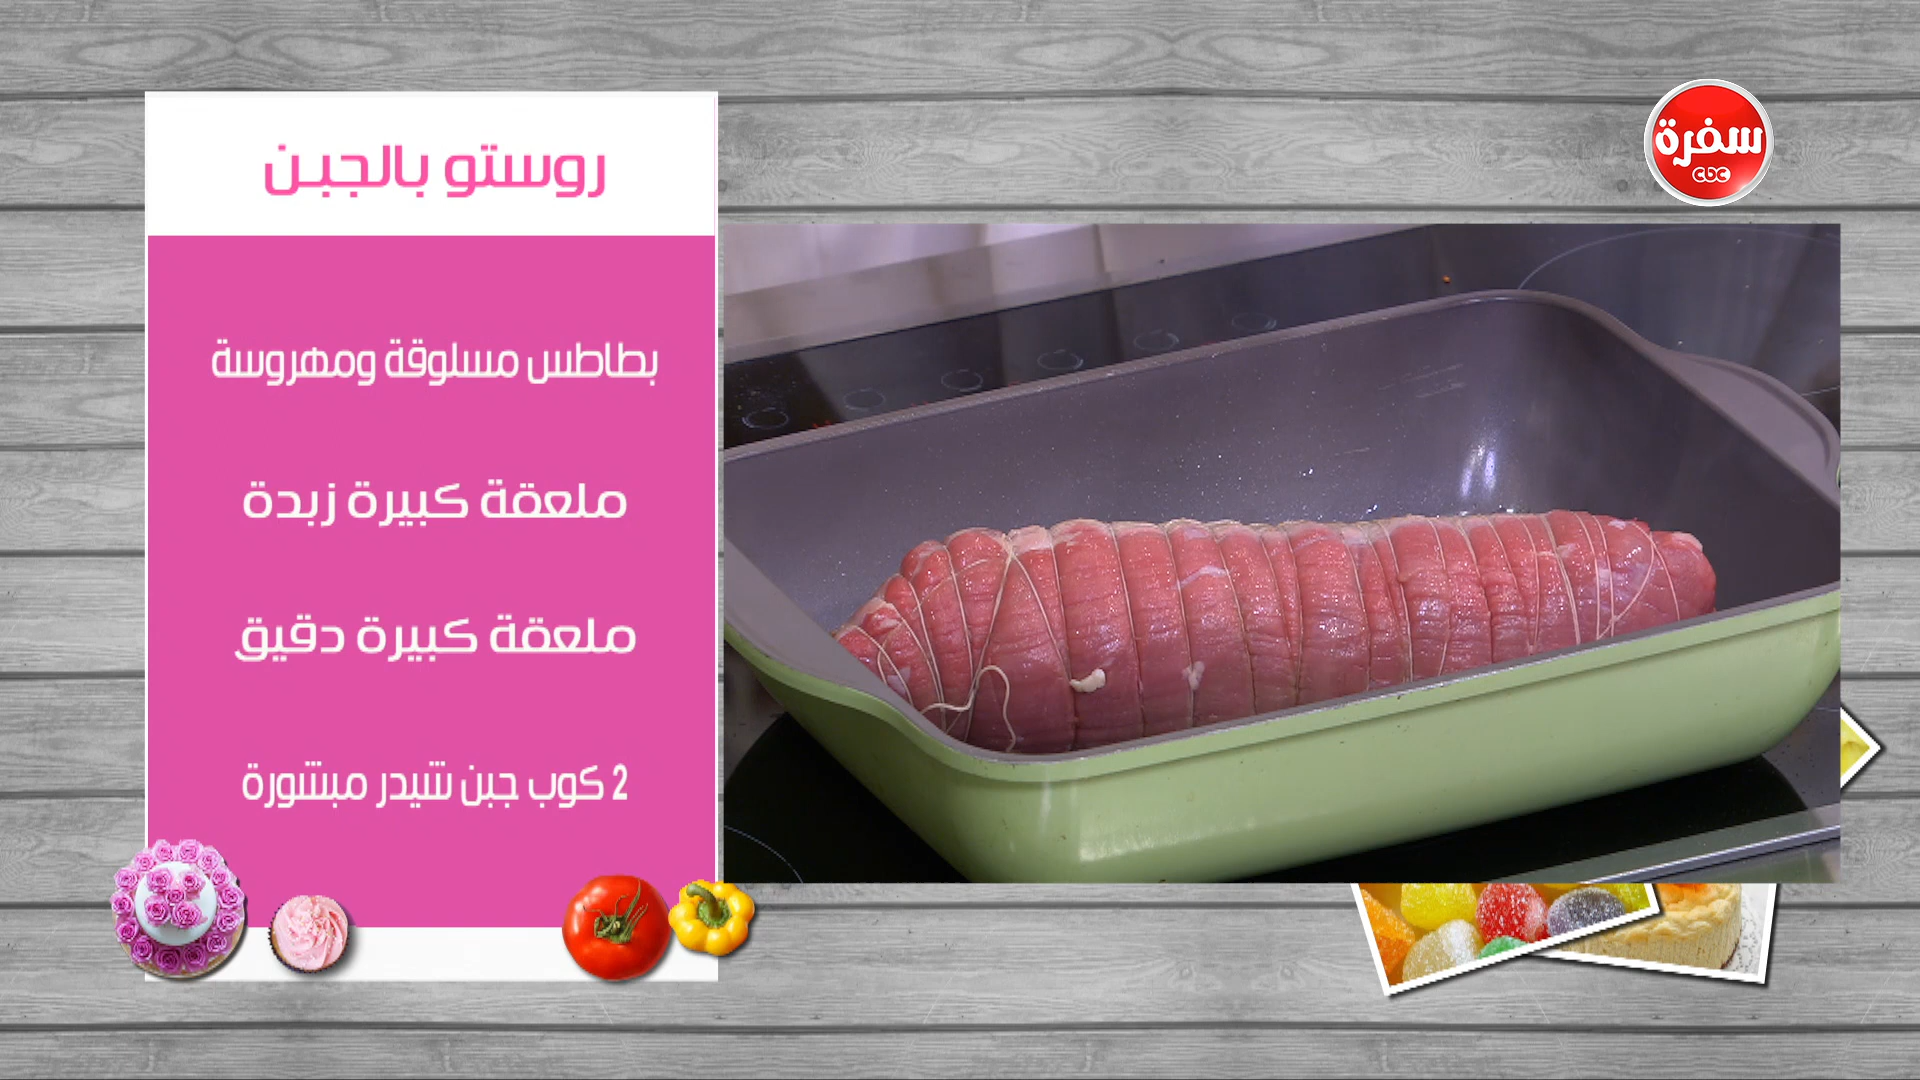 روستو بالجبن
بطاطس مسلوقة ومهروسة
ملعقة كبيرة زبدة
ملعقة كبيرة دقيق
2 كوب جبن شيدر مبشورة
سفرة
cbc